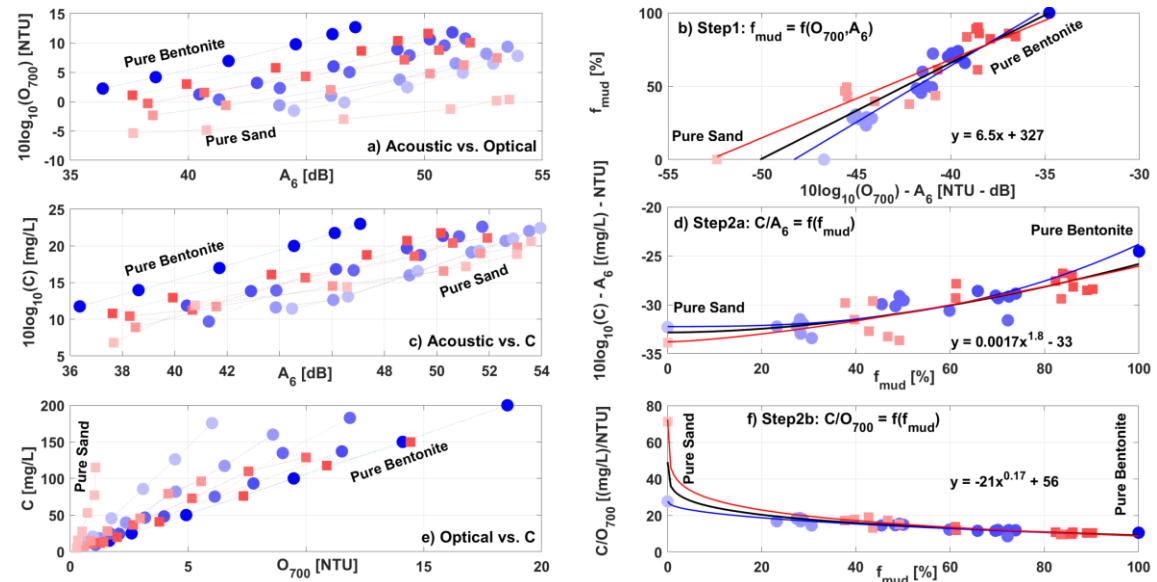 10log10(O700) [NTU]
15
10
5
0
-5
-10
Pure Bentonite
Pure Sand
a) Acoustic vs. Optical
35 40 45 50 55
A6 [dB]
fmud [%]
100
50
0
b) Step1: fmud = f(O700,A6)
Pure Bentonite
Pure Sand
y = 6.5x + 327
-55 -50 -45 -40 -35 -30
10log10(O700) - A6 [NTU - dB]
10log10(C) [mg/L]
25
20
15
10
5
Pure Bentonite
Pure Sand
c) Acoustic vs. C
36 38 40 42 44 46 48 50 52 54
A6 [dB]
10log10(C) - A6 [(mg/L) - NTU]
-20
-25
-30
-35
d) Step2a: C/A6 = f(fmud)
Pure Bentonite
Pure Sand
y = 0.0017x^1.8 - 33
0 20 40 60 80 100
fmud [%]
C [mg/L]
200
150
100
50
0
Pure Sand
Pure Bentonite
e) Optical vs. C
0 5 10 15 20
O700 [NTU]
C/O700 [(mg/L)/NTU]
80
60
40
20
0
f) Step2b: C/O700 = f(fmud)
Pure Sand
Pure Bentonite
y = -21x^0.17 + 56
0 20 40 60 80 100
fmud [%]